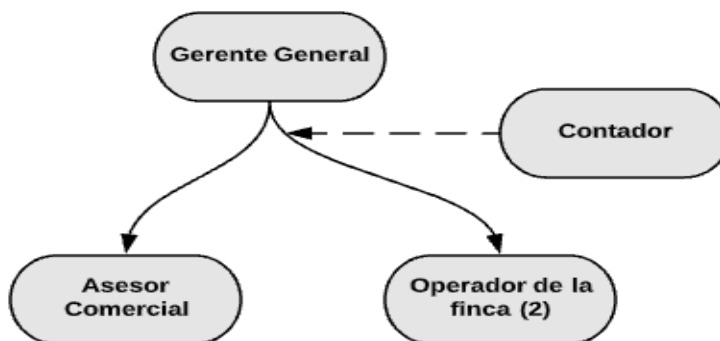 Gerente General
Contador
Asesor
Comercial
Operador de la
finca (2)